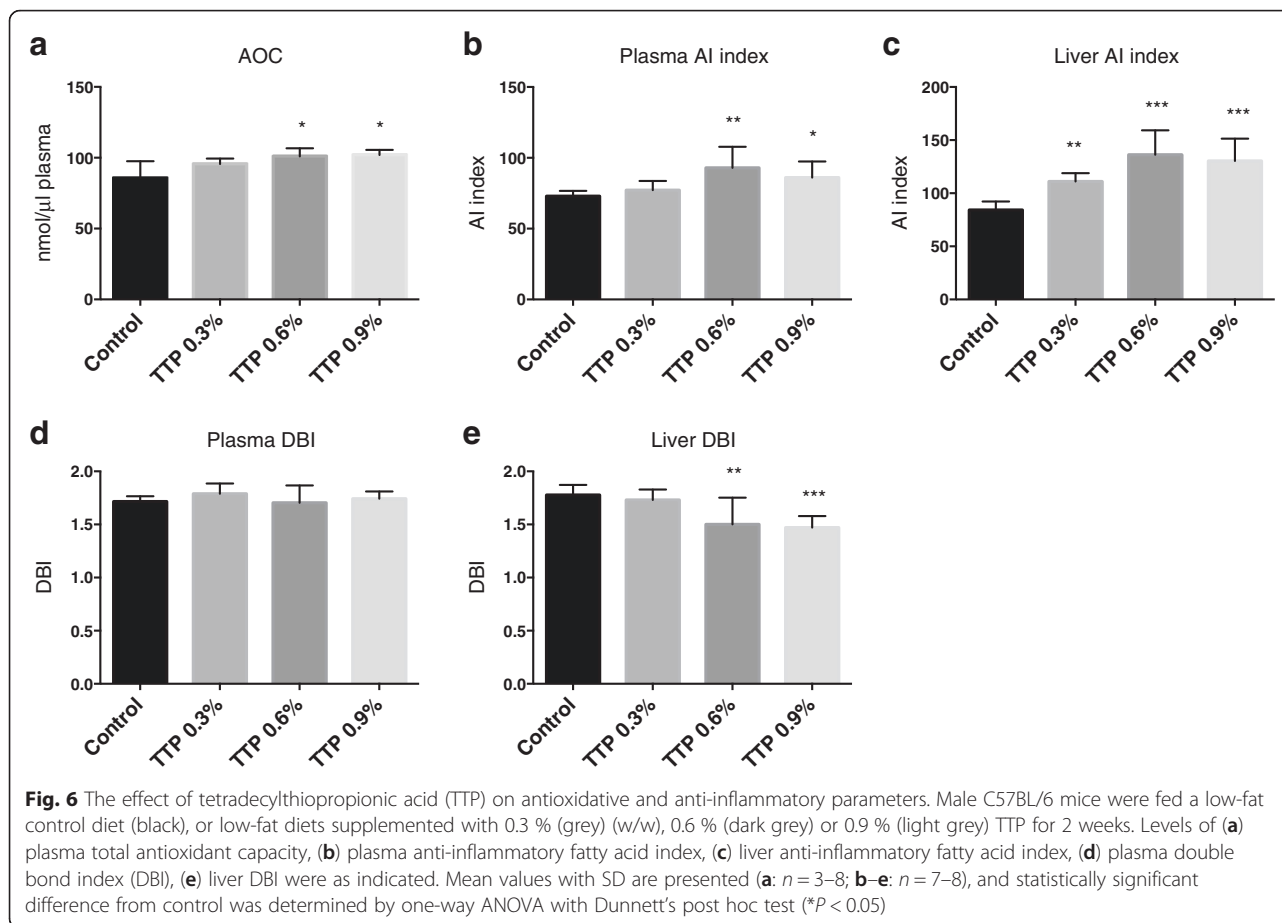 a
AOC
nmol/µl plasma
150
100
50
0
*
*
Control
TTP 0.3%
TTP 0.6%
TTP 0.9%
b
Plasma AI index
AI index
150
100
50
0
**
*
Control
TTP 0.3%
TTP 0.6%
TTP 0.9%
c
Liver AI index
AI index
200
150
100
50
0
**
***
***
Control
TTP 0.3%
TTP 0.6%
TTP 0.9%
d
Plasma DBI
DBI
2.0
1.5
1.0
0.5
0.0
Control
TTP 0.3%
TTP 0.6%
TTP 0.9%
e
Liver DBI
DBI
2.0
1.5
1.0
0.5
0.0
**
***
Control
TTP 0.3%
TTP 0.6%
TTP 0.9%
Fig. 6 The effect of tetradecylthiopropionic acid (TTP) on antioxidative and anti-inflammatory parameters. Male C57BL/6 mice were fed a low-fat
control diet (black), or low-fat diets supplemented with 0.3 % (grey) (w/w), 0.6 % (dark grey) or 0.9 % (light grey) TTP for 2 weeks. Levels of (a)
plasma total antioxidant capacity, (b) plasma anti-inflammatory fatty acid index, (c) liver anti-inflammatory fatty acid index, (d) plasma double
bond index (DBI), (e) liver DBI were as indicated. Mean values with SD are presented (a: n = 3–8; b–e: n = 7–8), and statistically significant
difference from control was determined by one-way ANOVA with Dunnett's post hoc test (*P < 0.05)